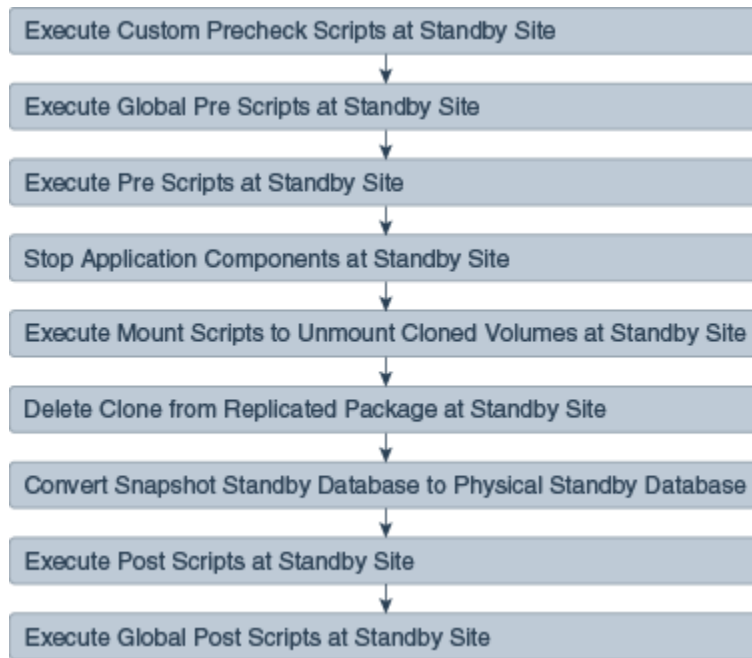 Execute Custom Precheck Scripts at Standby Site
Execute Global Pre Scripts at Standby Site
Execute Pre Scripts at Standby Site
Stop Application Components at Standby Site
Execute Mount Scripts to Unmount Cloned Volumes at Standby Site
Delete Clone from Replicated Package at Standby Site
Convert Snapshot Standby Database to Physical Standby Database
Execute Post Scripts at Standby Site
Execute Global Post Scripts at Standby Site